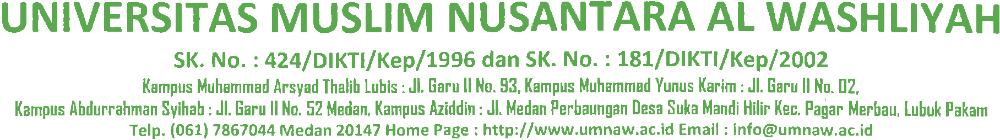 UNIVERSITAS MUSLIM NUSANTARA AL WASHLIYAH
SK. No. : 424/DIKTI/Kep/1996 dan SK. No. : 181/DIKTI/Kep/2002
Kampus Muhammad Arsyad Thalib Lubis : Jl. Garu II No. 93, Kampus Muhammad Yunus Karim : Jl. Garu II No. 02,
Kampus Abdurrahman Syihab : Jl. Garu II No. 52 Medan, Kampus Aziddin : Jl. Medan Perbaungan Desa Suka Mandi Hilir Kec. Pagar Merbau, Lubuk Pakam
Telp. (061) 7867044 Medan 20147 Home Page : http://www.umnaw.ac.id Email : info@umnaw.ac.id